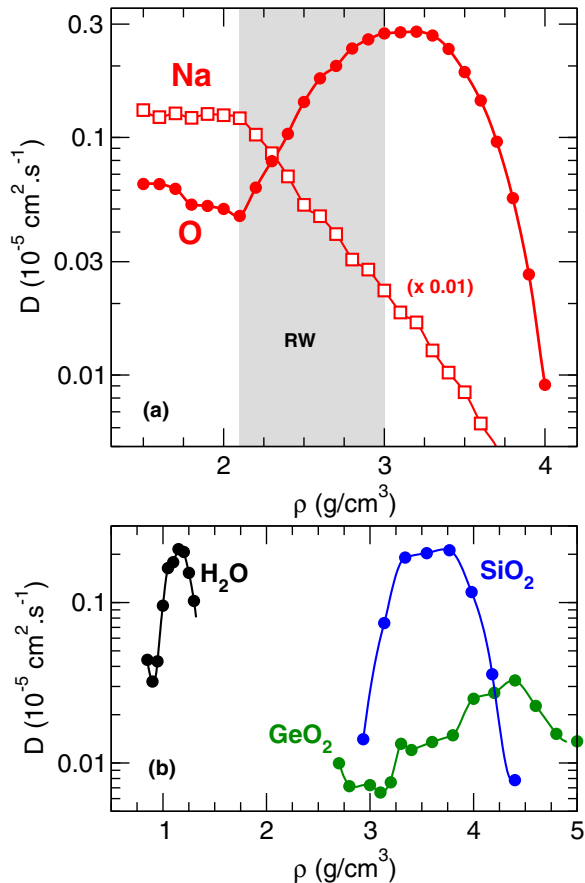 0.3
Na
0.1
O
D (10⁻⁵ cm².s⁻¹)
0.03
(x 0.01)
RW
0.01
(a)
2 3 4
ρ (g/cm³)
H₂O
SiO₂
0.1
D (10⁻⁵ cm².s⁻¹)
GeO₂
0.01
(b)
1 2 3 4 5
ρ (g/cm³)